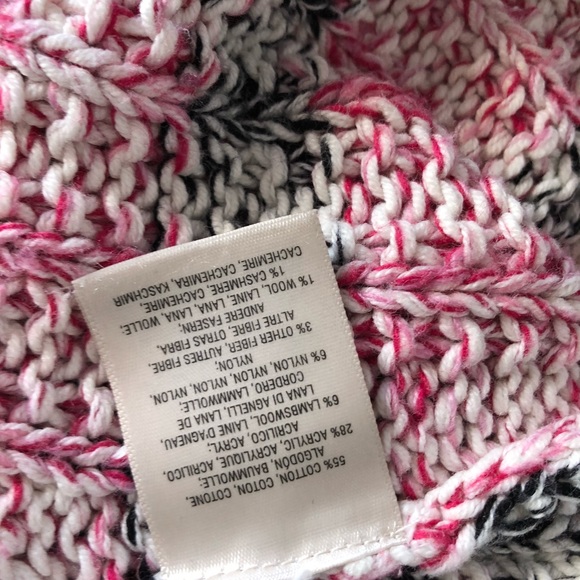 55% COTTON, COTON, COTONE,
ALGODÓN, BAUMWOLLE:
28% ACRYLIC, ACRYLIQUE, ACRILICO,
ACRILICO, ACRYL:
6% LAMBSWOOL, LAINE D'AGNEAU,
LANA DI AGNELLI, LANA DE
CORDERO, LAMMWOLLE:
6% NYLON, NYLON, NYLON, NYLON,
NYLON:
3% OTHER FIBER, AUTRES FIBRE,
ALTRE FIBRE, OTRAS FIBRA,
ANDERE FASERN:
1% WOOL, LAINE, LANA, LANA, WOLLE:
1% CASHMERE, CACHEMIRE,
CACHEMIRE, CACHEMIRA, KASCHMIR